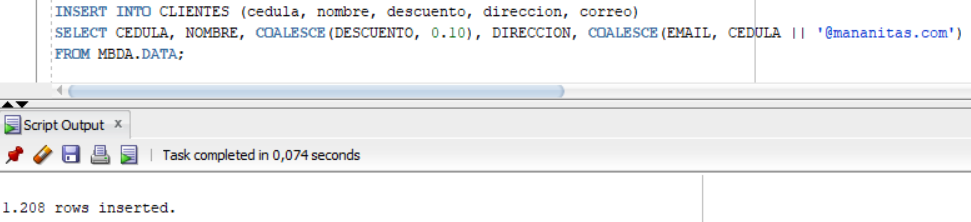 INSERT INTO CLIENTES (cedula, nombre, descuento, direccion, correo)
SELECT CEDULA, NOMBRE, COALESCE(DESCUENTO, 0.10), DIRECCION, COALESCE(EMAIL, CEDULA || '@mananitas.com')
FROM MBDA.DATA;
Script Output x
Task completed in 0,074 seconds
1.208 rows inserted.